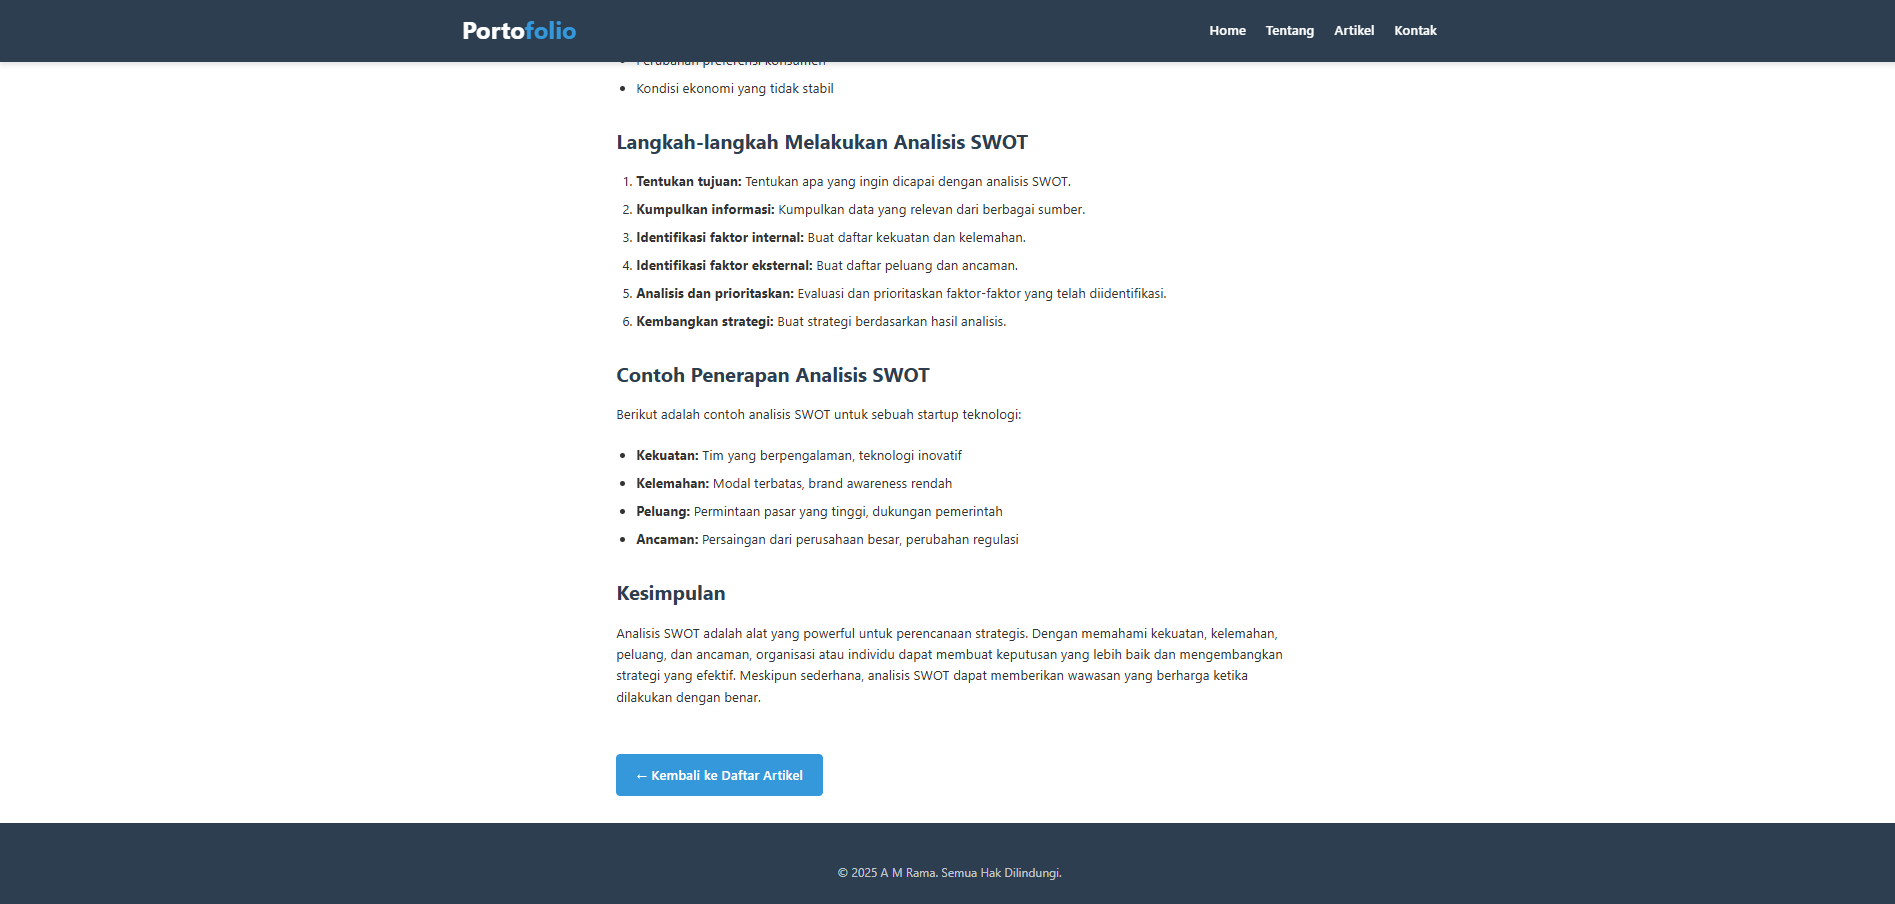 Portofolio
Home Tentang Artikel Kontak
Perubahan preferensi konsumen
Kondisi ekonomi yang tidak stabil
Langkah-langkah Melakukan Analisis SWOT
1. Tentukan tujuan: Tentukan apa yang ingin dicapai dengan analisis SWOT.
2. Kumpulkan informasi: Kumpulkan data yang relevan dari berbagai sumber.
3. Identifikasi faktor internal: Buat daftar kekuatan dan kelemahan.
4. Identifikasi faktor eksternal: Buat daftar peluang dan ancaman.
5. Analisis dan prioritaskan: Evaluasi dan prioritaskan faktor-faktor yang telah diidentifikasi.
6. Kembangkan strategi: Buat strategi berdasarkan hasil analisis.
Contoh Penerapan Analisis SWOT
Berikut adalah contoh analisis SWOT untuk sebuah startup teknologi:
Kekuatan: Tim yang berpengalaman, teknologi inovatif
Kelemahan: Modal terbatas, brand awareness rendah
Peluang: Permintaan pasar yang tinggi, dukungan pemerintah
Ancaman: Persaingan dari perusahaan besar, perubahan regulasi
Kesimpulan
Analisis SWOT adalah alat yang powerful untuk perencanaan strategis. Dengan memahami kekuatan, kelemahan,
peluang, dan ancaman, organisasi atau individu dapat membuat keputusan yang lebih baik dan mengembangkan
strategi yang efektif. Meskipun sederhana, analisis SWOT dapat memberikan wawasan yang berharga ketika
dilakukan dengan benar.
← Kembali ke Daftar Artikel
© 2025 A M Rama. Semua Hak Dilindungi.